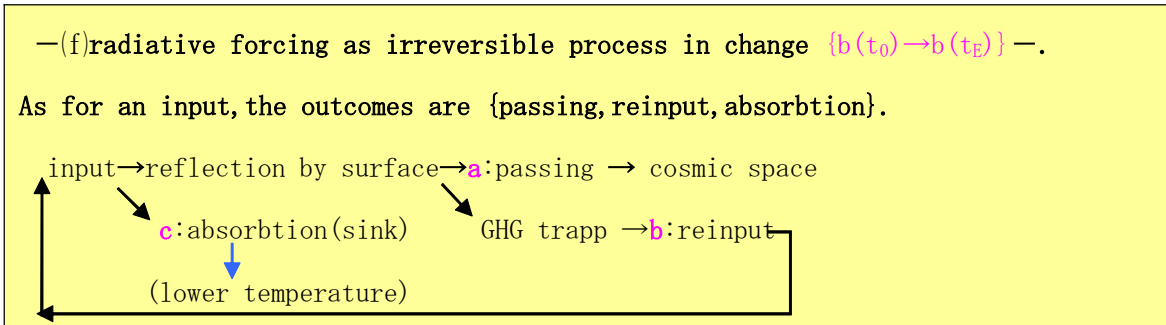 —(f)radiative forcing as irreversible process in change {b(t₀)→b(t_E)}—.
As for an input,the outcomes are {passing,reinput,absorbtion}.
input→reflection by surface→a:passing → cosmic space
c:absorbtion(sink) GHG trapp →b:reinput
(lower temperature)